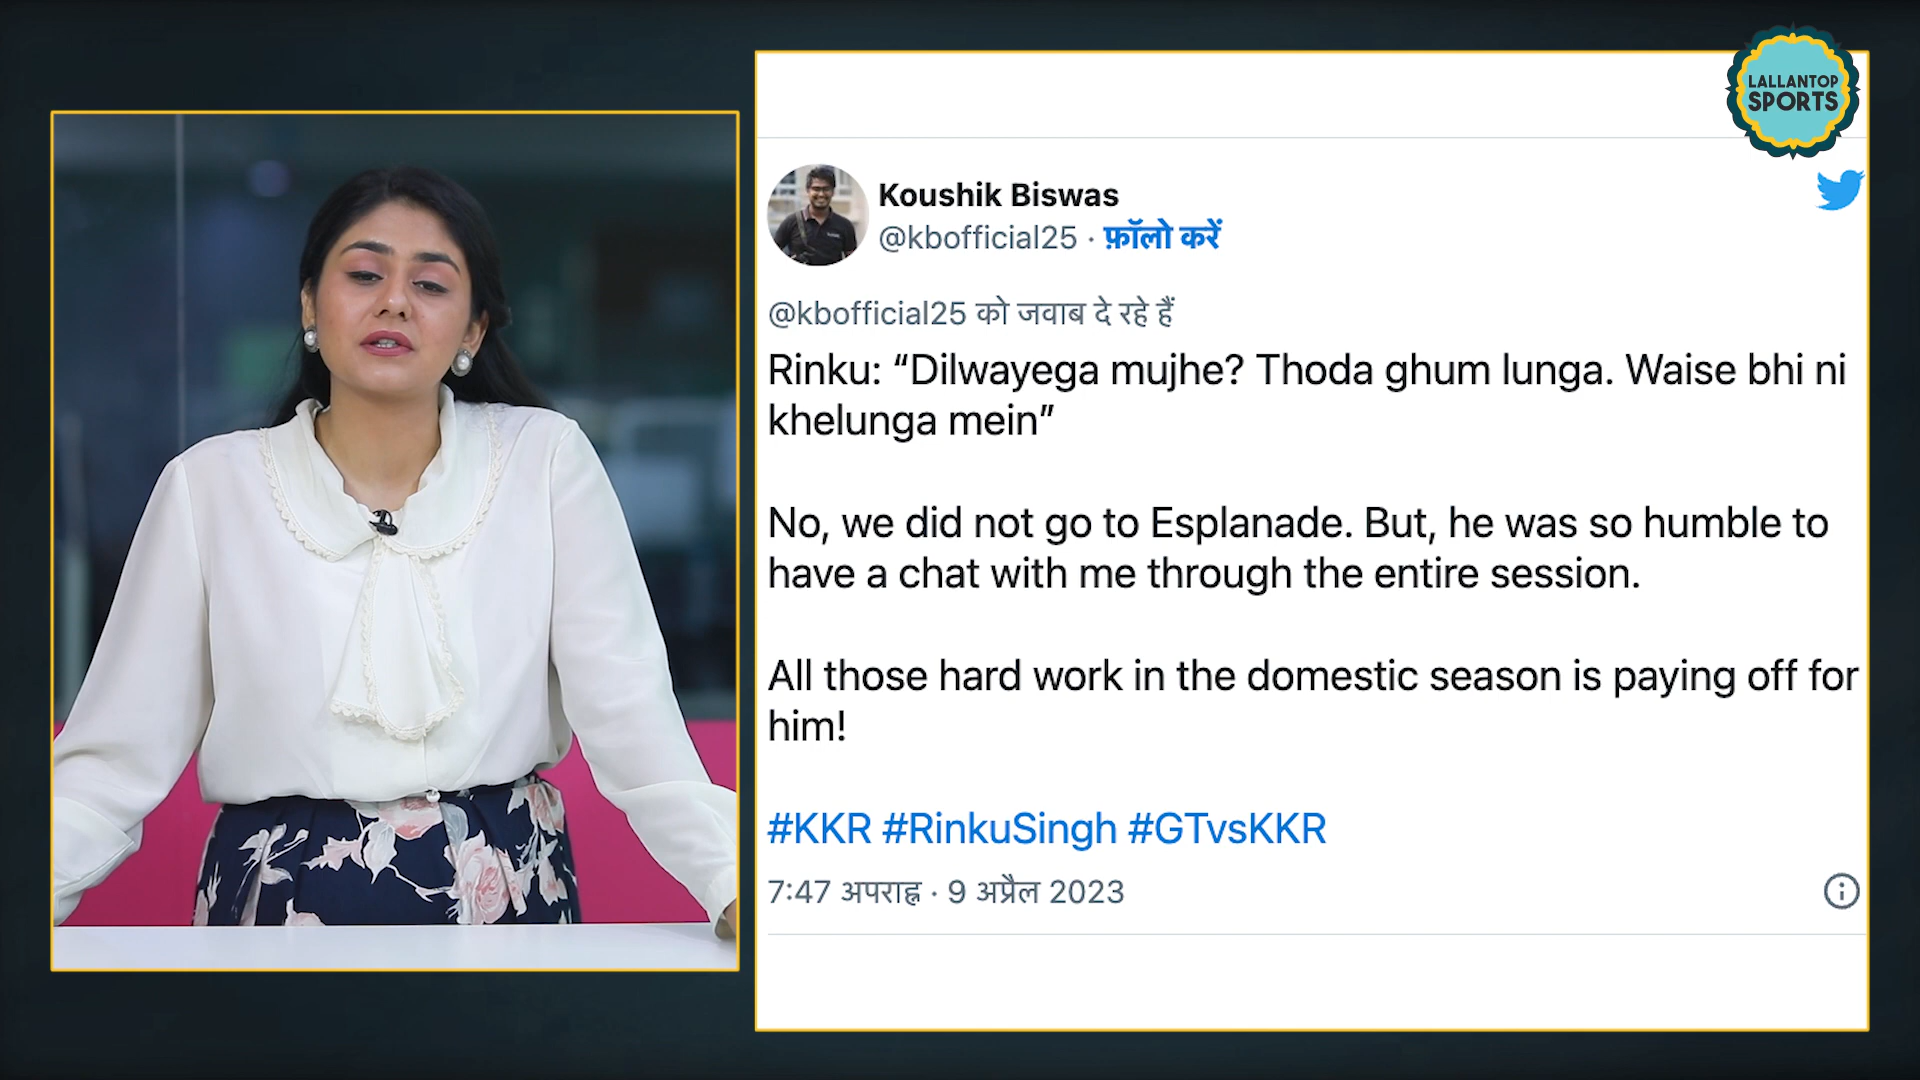 LALLANTOP
SPORTS
Koushik Biswas
@kbofficial25 · फ़ॉलो करें
@kbofficial25 को जवाब दे रहे हैं
Rinku: “Dilwayega mujhe? Thoda ghum lunga. Waise bhi ni
khelunga mein”
No, we did not go to Esplanade. But, he was so humble to
have a chat with me through the entire session.
All those hard work in the domestic season is paying off for
him!
#KKR #RinkuSingh #GTvsKKR
7:47 अपराह्न · 9 अप्रैल 2023